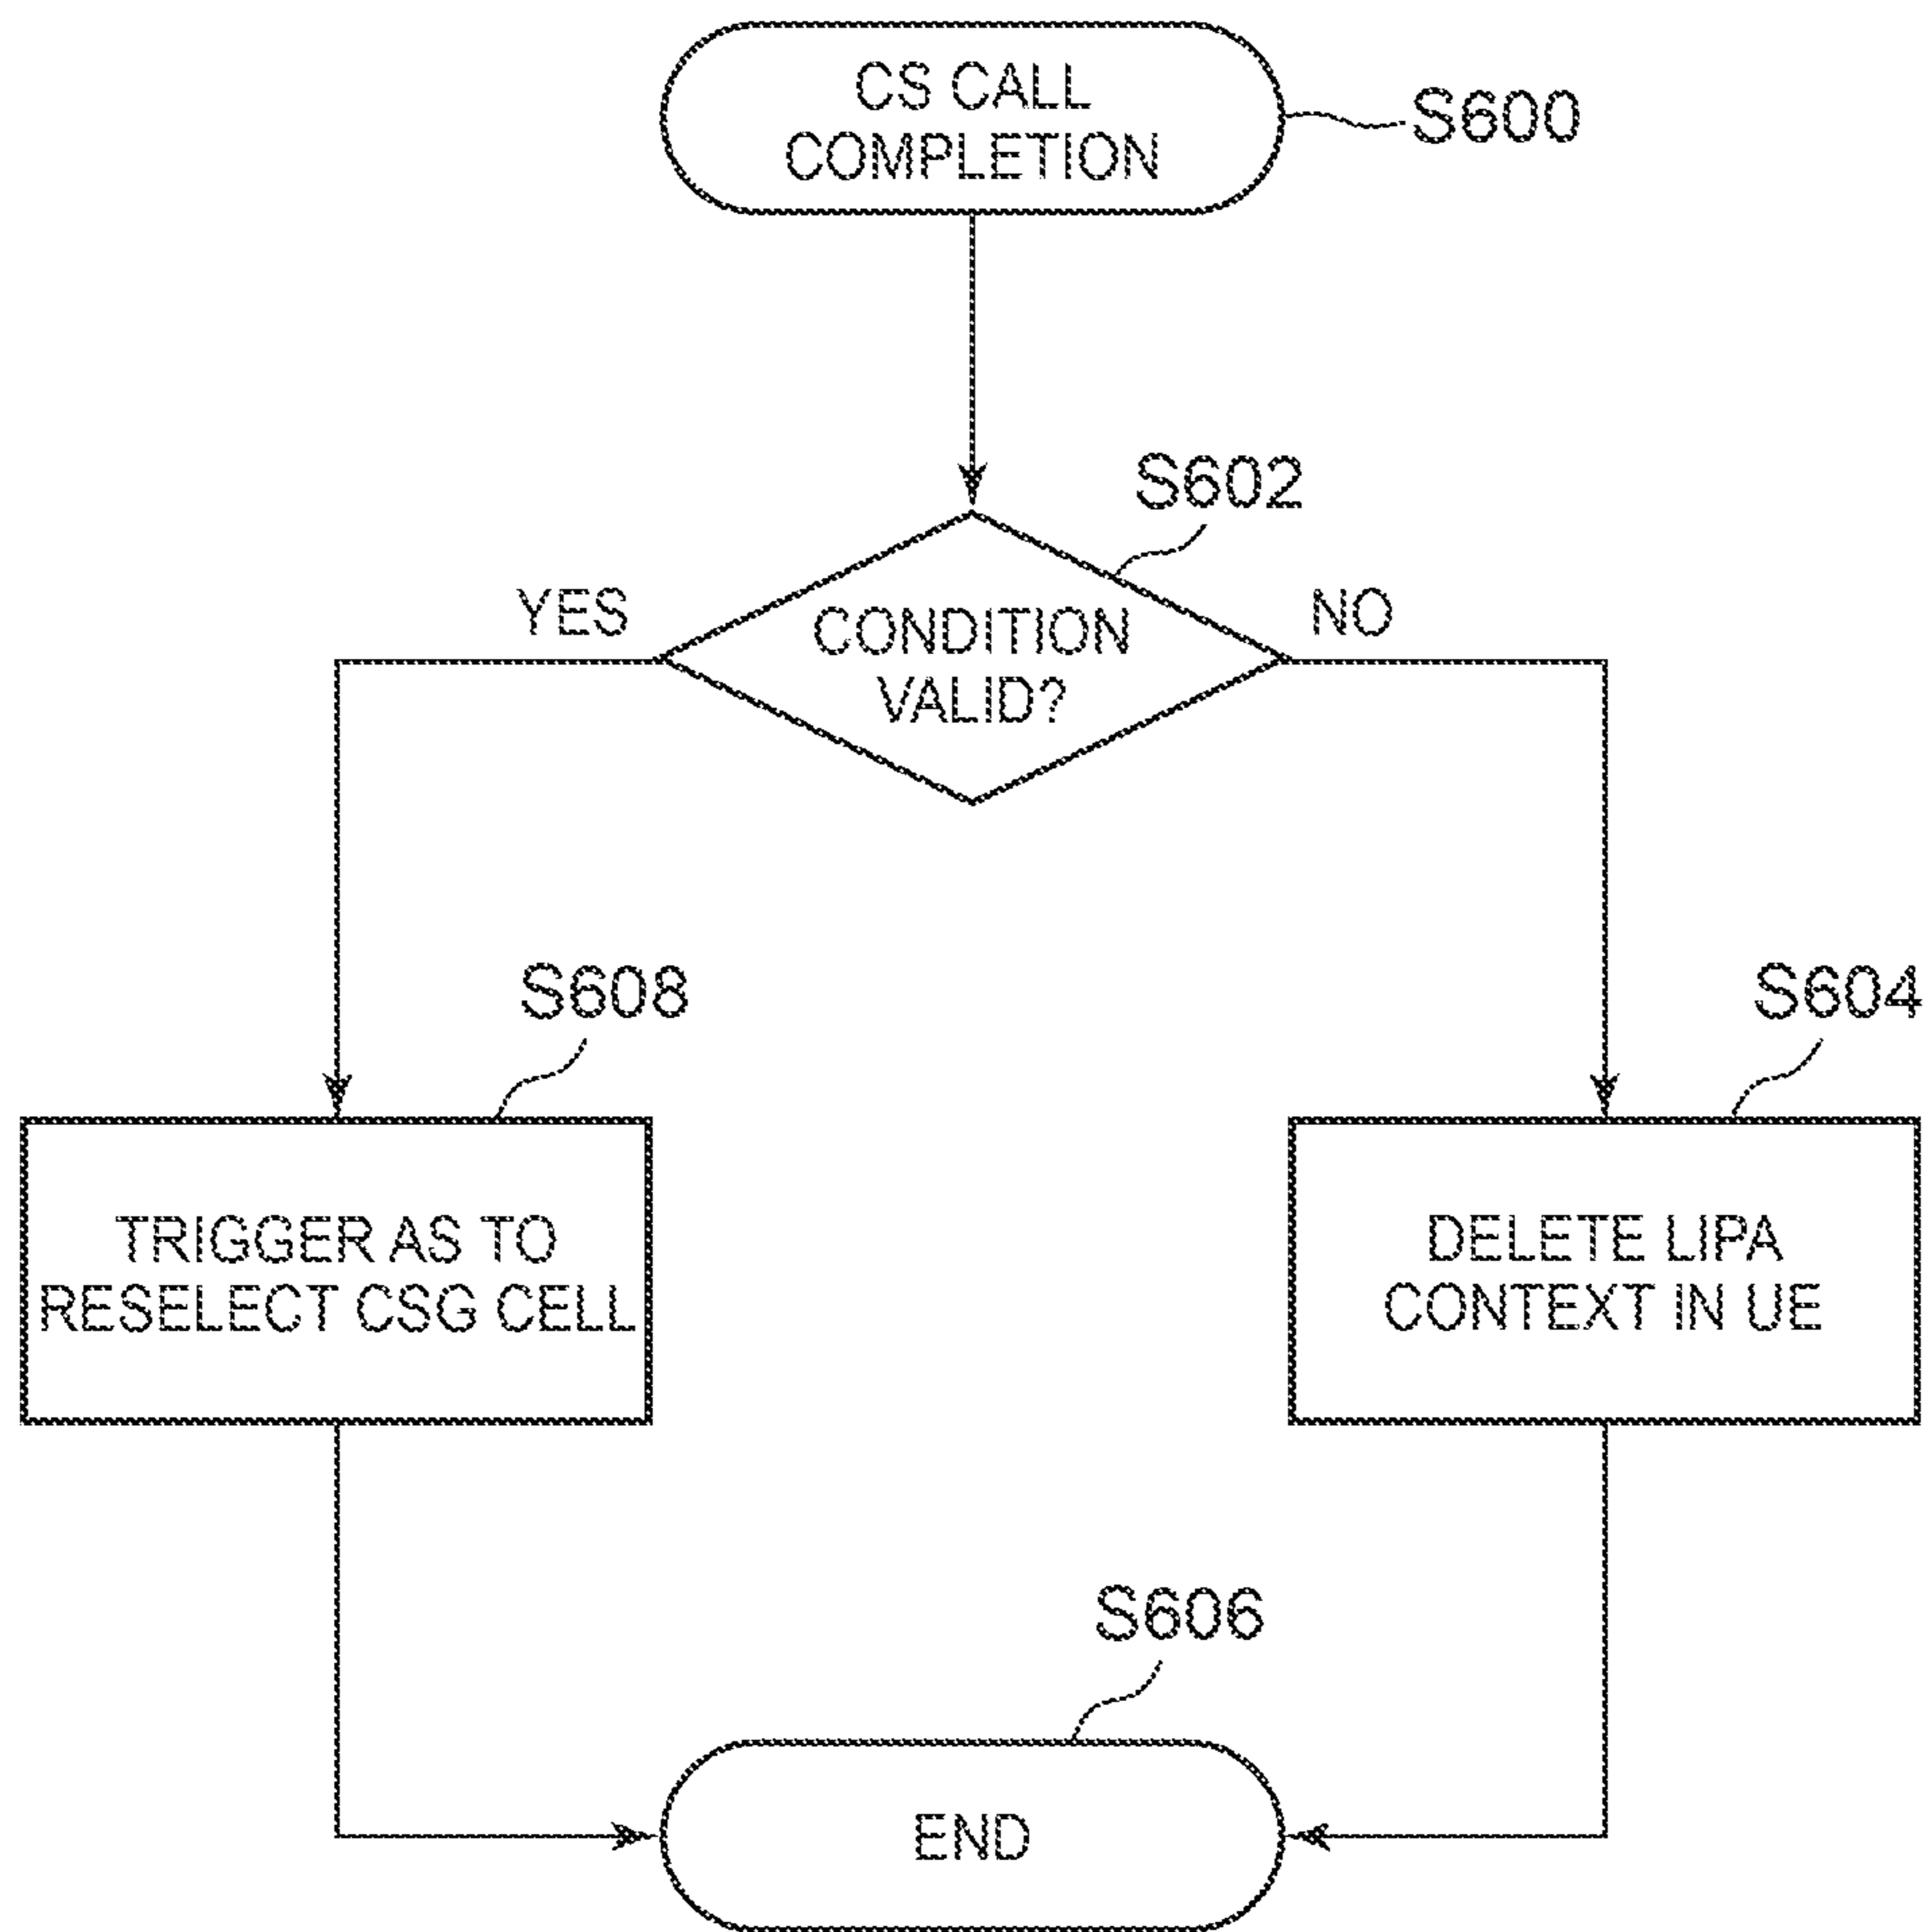 CS CALL
COMPLETION
S600
S602
YES
CONDITION
VALID?
NO
S608
S604
TRIGGER AS TO
RESELECT CSG CELL
DELETE LIPA
CONTEXT IN UE
S606
END